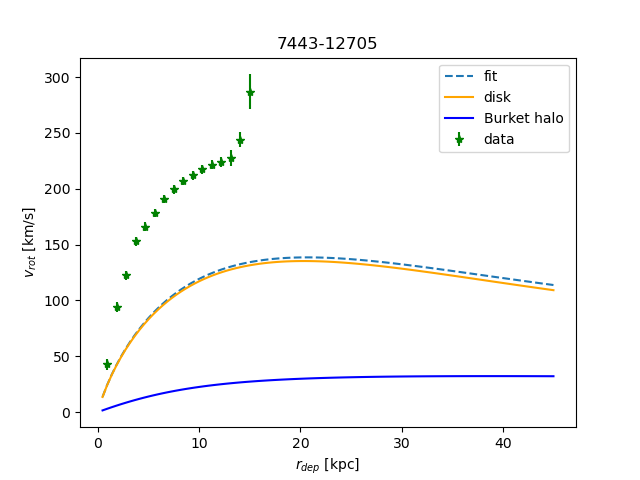 7443-12705
fit
disk
Burket halo
data
v_rot [km/s]
300
250
200
150
100
50
0
0 10 20 30 40
r_dep [kpc]